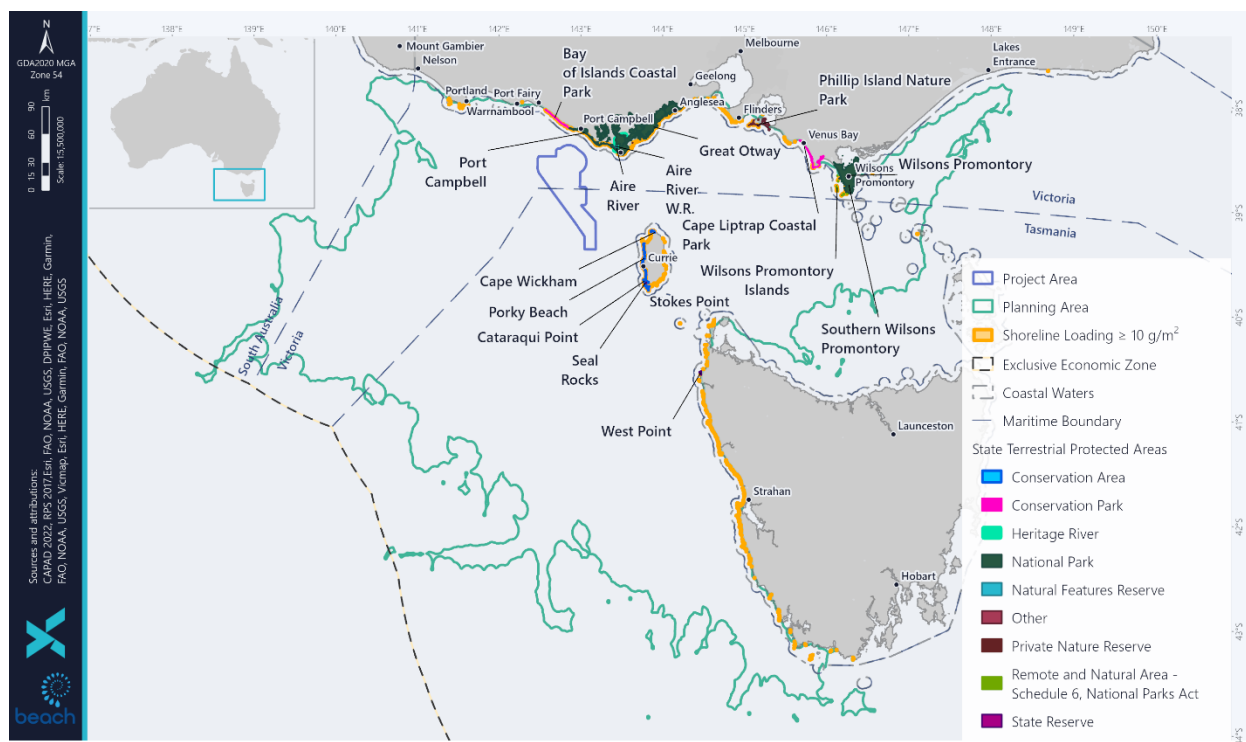 N
GDA2020 MGA
Zone 54
km
0 15 30 60 90
Scale: 1:5,500,000
Sources and attributions:
CAPAD 2022, RPS 2017,Esri, FAO, NOAA, USGS, DPIPWE, Esri, HERE, Garmin,
FAO, NOAA, USGS, Vicmap, Esri, HERE, Garmin, FAO, NOAA, USGS
beach
7°E
138°E
139°E
140°E
141°E
142°E
143°E
144°E
145°E
146°E
147°E
148°E
149°E
150°E
38°S
39°S
40°S
41°S
42°S
43°S
44°S
Mount Gambier
Nelson
Portland
Port Fairy
Warrnambool
Bay
of Islands Coastal
Park
Port Campbell
Melbourne
Geelong
Anglesea
Flinders
Phillip Island Nature
Park
Lakes
Entrance
Venus Bay
Great Otway
Wilsons
Promontory
Wilsons Promontory
Port
Campbell
Aire
River
Aire
River
W.R.
Cape Liptrap Coastal
Park
Victoria
Tasmania
Cape Wickham
Currie
Porky Beach
Cataraqui Point
Stokes Point
Seal
Rocks
Wilsons Promontory
Islands
Southern Wilsons
Promontory
South Australia
Victoria
West Point
Launceston
Strahan
Hobart
Project Area
Planning Area
Shoreline Loading ≥ 10 g/m²
Exclusive Economic Zone
Coastal Waters
Maritime Boundary
State Terrestrial Protected Areas
Conservation Area
Conservation Park
Heritage River
National Park
Natural Features Reserve
Other
Private Nature Reserve
Remote and Natural Area -
Schedule 6, National Parks Act
State Reserve